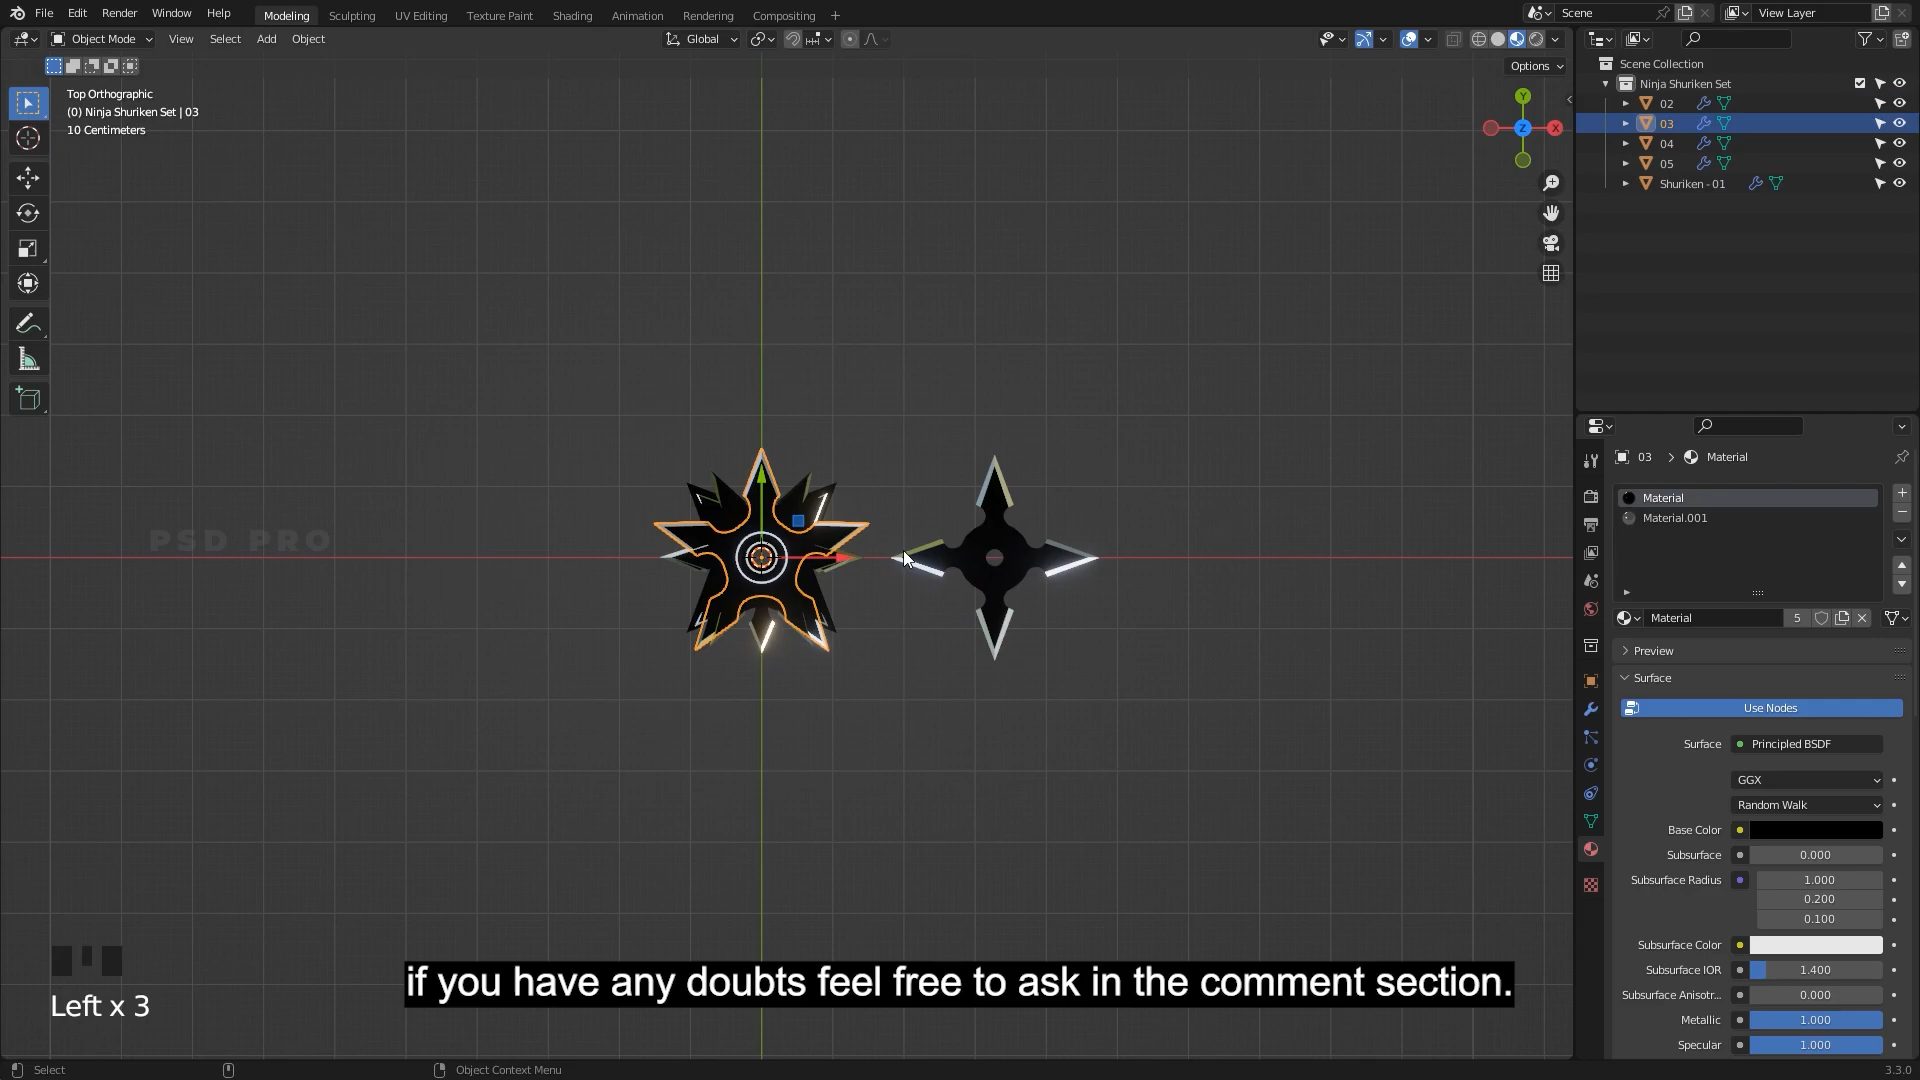 File Edit Render Window Help
Modeling Sculpting UV Editing Texture Paint Shading Animation Rendering Compositing +
Scene
View Layer
Object Mode View Select Add Object
Global
Options
Top Orthographic
(0) Ninja Shuriken Set | 03
10 Centimeters
Y
Z
X
PSD PRO
Scene Collection
Ninja Shuriken Set
02
03
04
05
Shuriken - 01
03 > Material
Material
Material.001
Material 5
Preview
Surface
Use Nodes
Surface Principled BSDF
GGX
Random Walk
Base Color
Subsurface 0.000
Subsurface Radius 1.000
0.200
0.100
Subsurface Color
Subsurface IOR 1.400
Subsurface Anisotr... 0.000
Metallic 1.000
Specular 1.000
if you have any doubts feel free to ask in the comment section.
Left x 3
Select
Object Context Menu
3.3.0